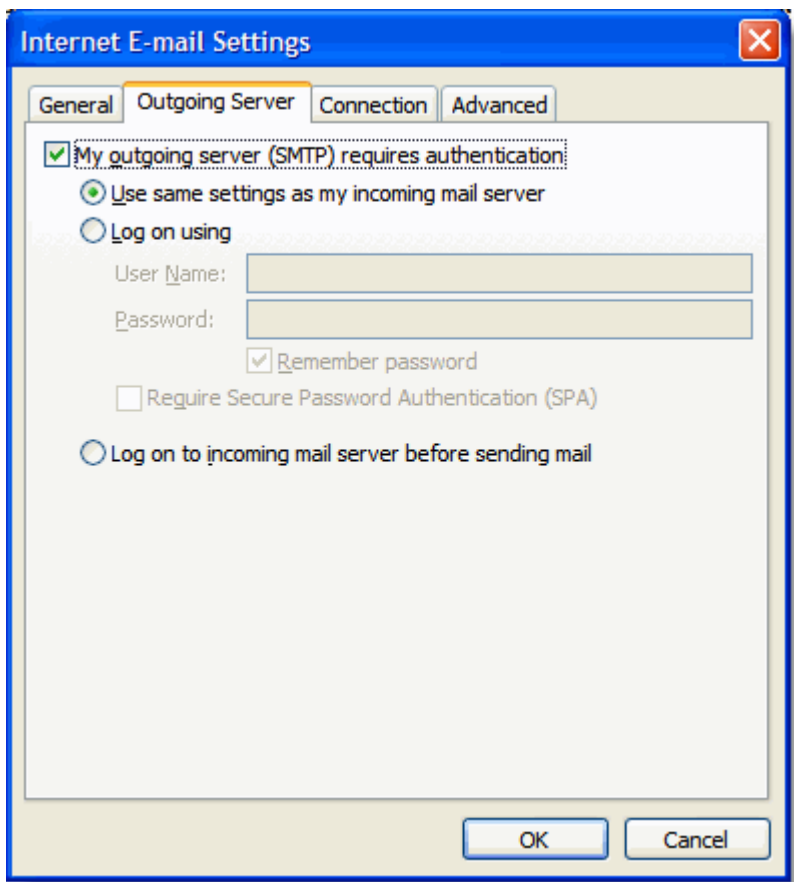 Internet E-mail Settings
General Outgoing Server Connection Advanced
My outgoing server (SMTP) requires authentication
Use same settings as my incoming mail server
Log on using
User Name:
Password:
Remember password
Require Secure Password Authentication (SPA)
Log on to incoming mail server before sending mail
OK Cancel